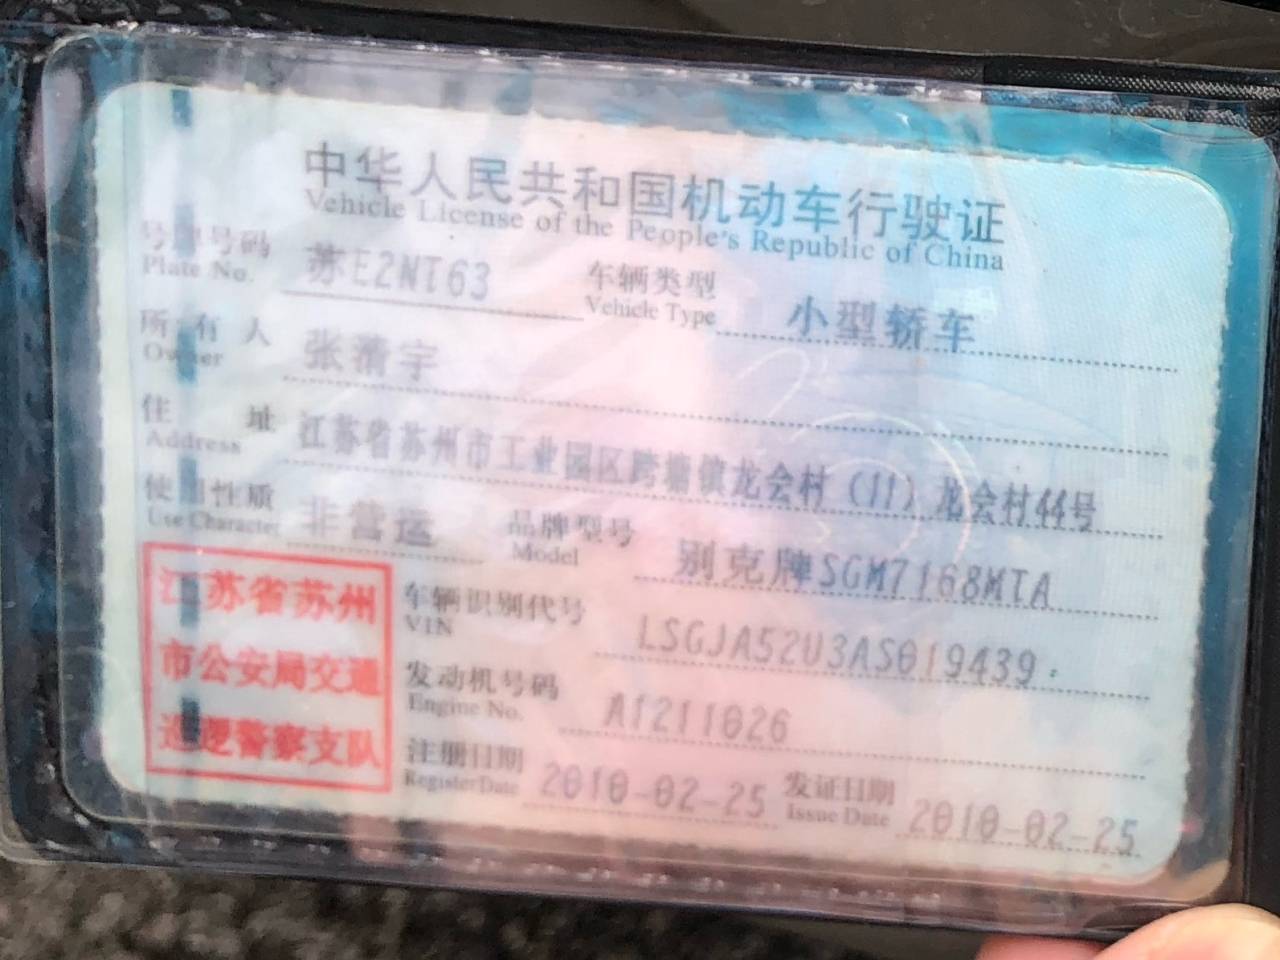 中华人民共和国机动车行驶证
Vehicle License of the People's Republic of China
号牌号码 苏E2NT63 车辆类型 小型轿车
Plate No. Vehicle Type
所有人 张清宇
Owner
住址 江苏省苏州市工业园区跨塘镇龙会村（11）龙会村44号
Address
使用性质 非营运 品牌型号 别克牌SGM7168MTA
Use Character Model
江苏省苏州
市公安局交通
巡逻警察支队
车辆识别代号 LSGJA52U3AS019439
VIN
发动机号码 A1211026
Engine No.
注册日期 2010-02-25 发证日期 2010-02-25
Register Date Issue Date